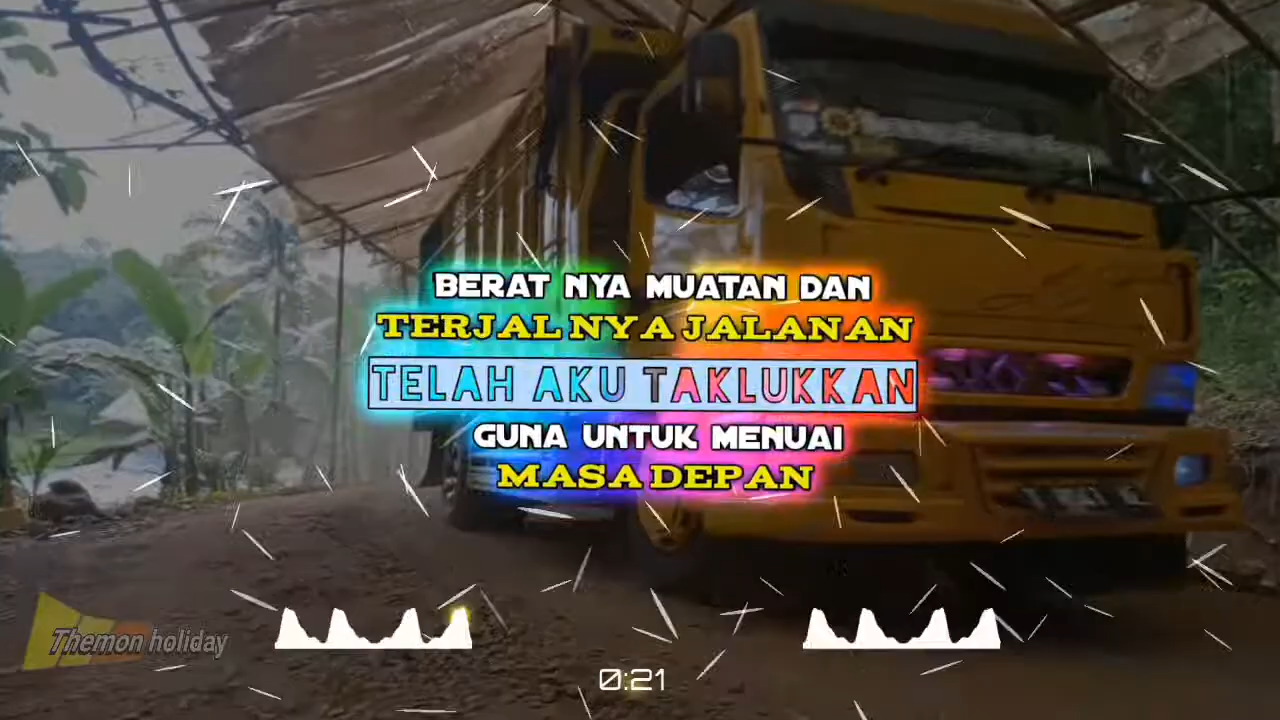 BERAT NYA MUATAN DAN
TERJAL NYA JALANAN
TELAH AKU TAKLUKKAN
GUNA UNTUK MENUAI
MASA DEPAN
Themon holiday
0:21